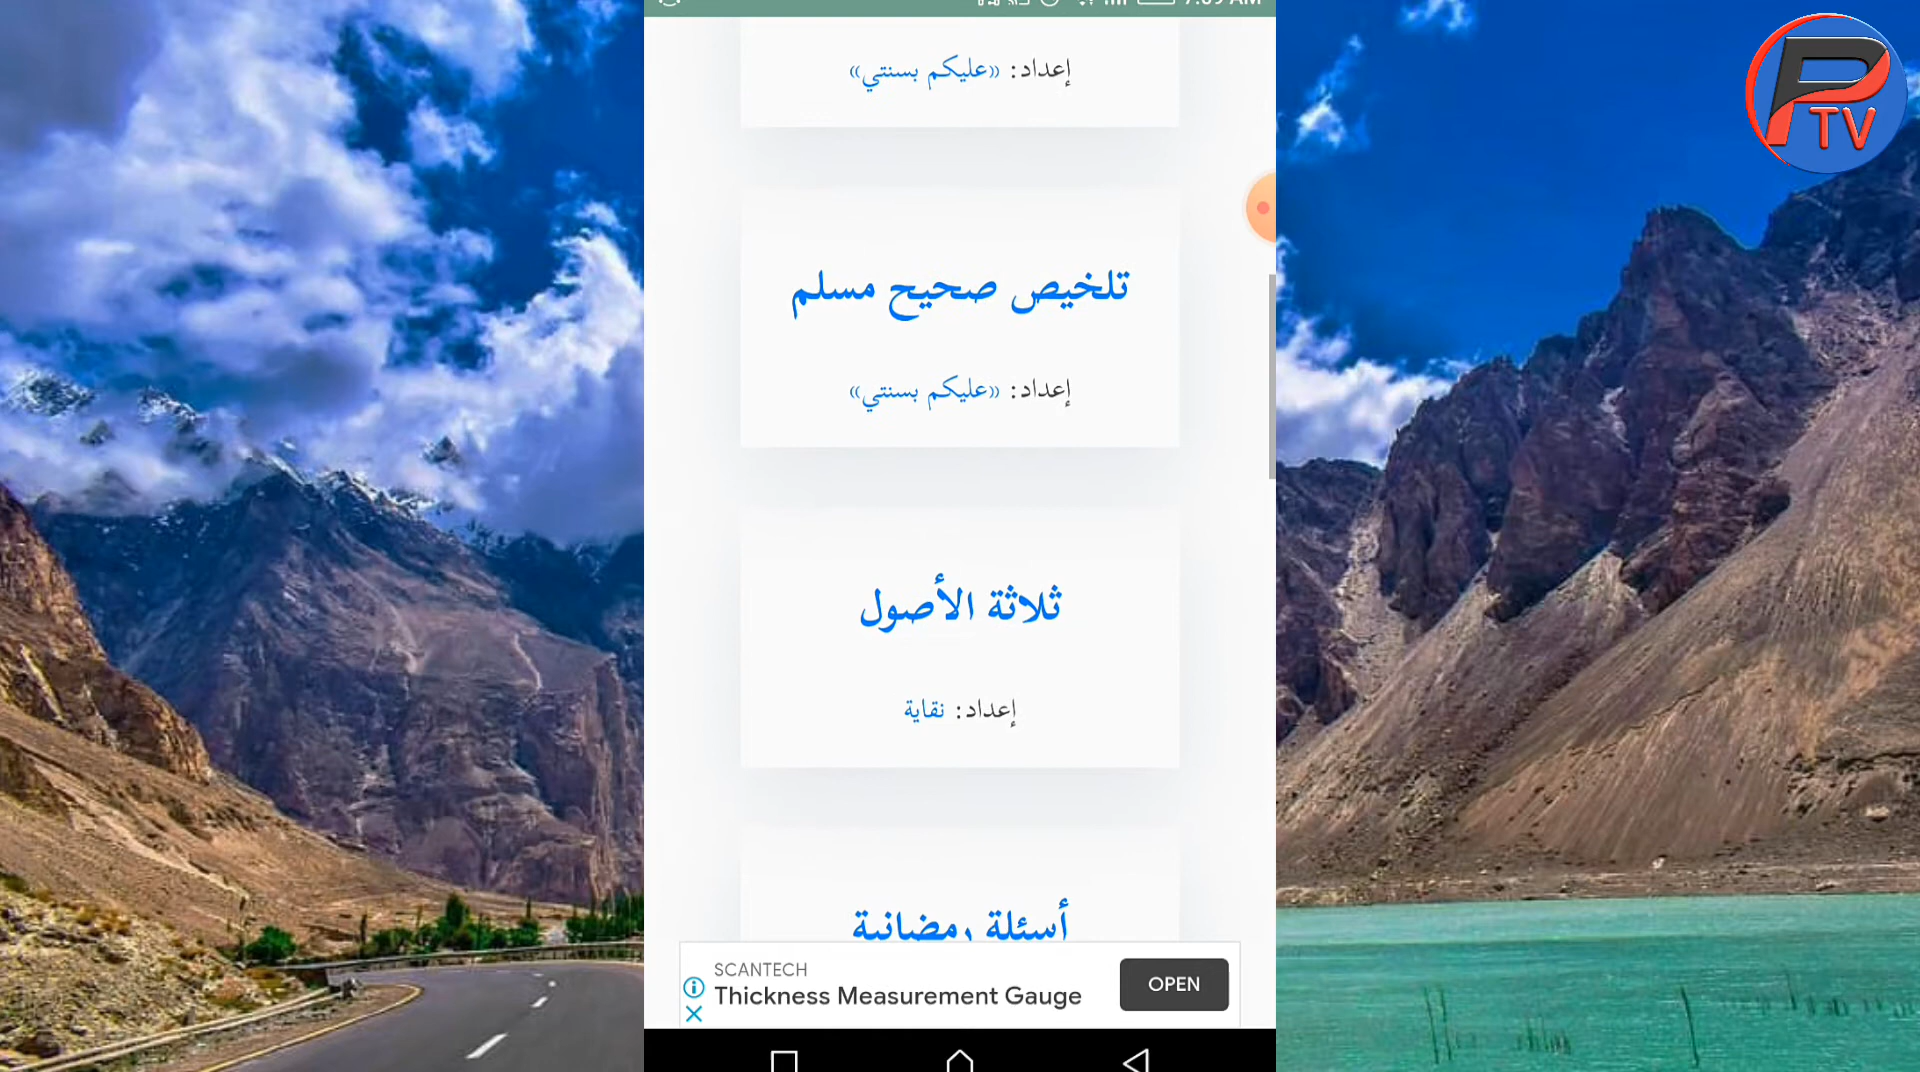 إعداد: «عليكم بسنتي»
تلخيص صحيح مسلم
إعداد: «عليكم بسنتي»
ثلاثة الأصول
إعداد: نقاية
أسئلة رمضانية
SCANTECH
Thickness Measurement Gauge
OPEN
PTV